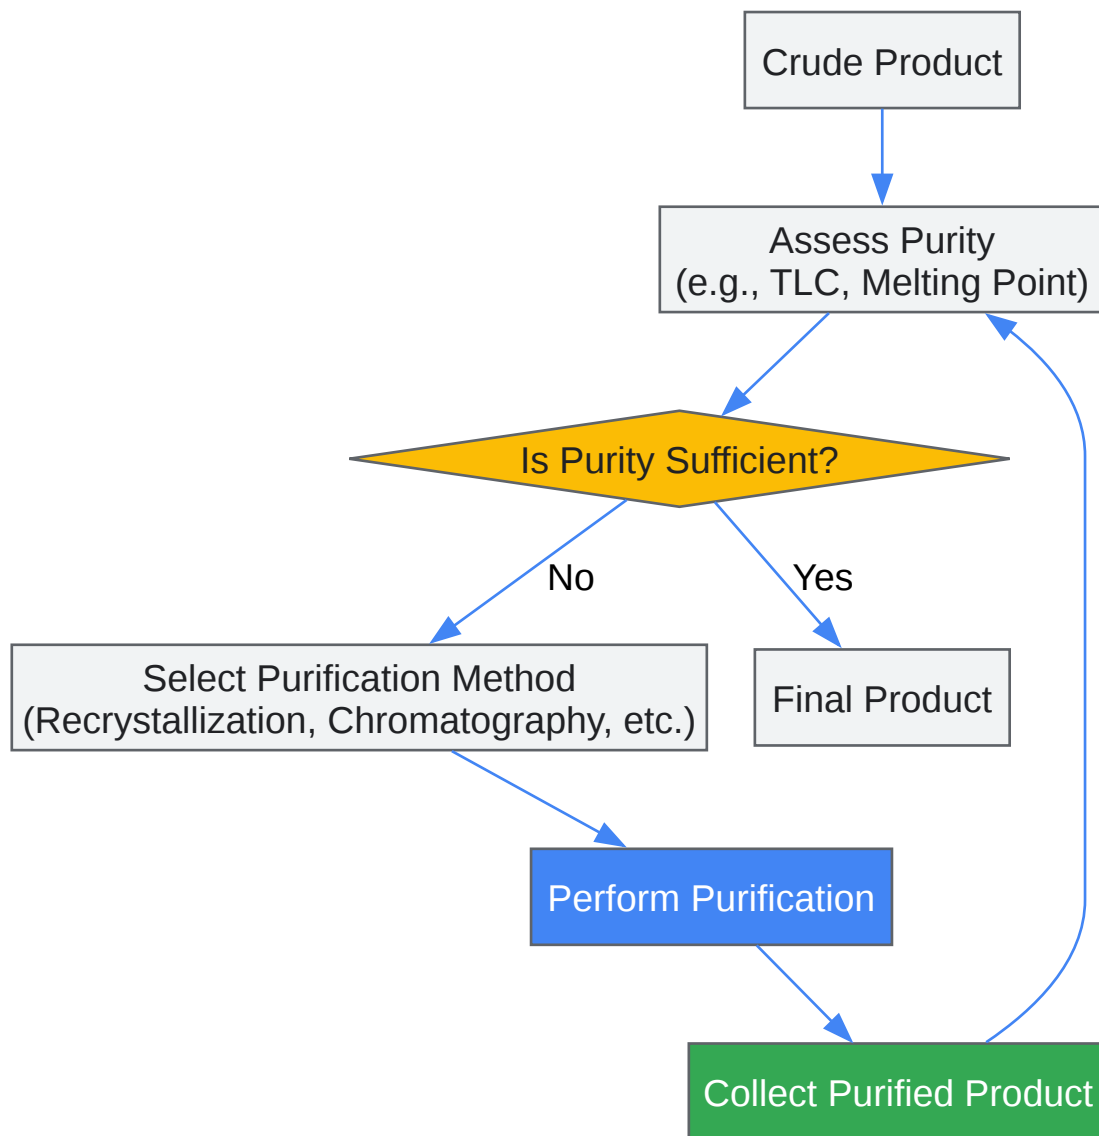 Crude Product
Assess Purity
(e.g., TLC, Melting Point)
Is Purity Sufficient?
No
Yes
Select Purification Method
(Recrystallization, Chromatography, etc.)
Final Product
Perform Purification
Collect Purified Product